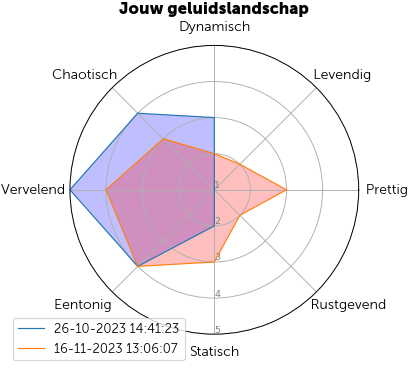 Jouw geluidslandschap
Dynamisch
Chaotisch
Levendig
Vervelend
Prettig
1
2
3
4
5
Eentonig
Rustgevend
Statisch
26-10-2023 14:41:23
16-11-2023 13:06:07